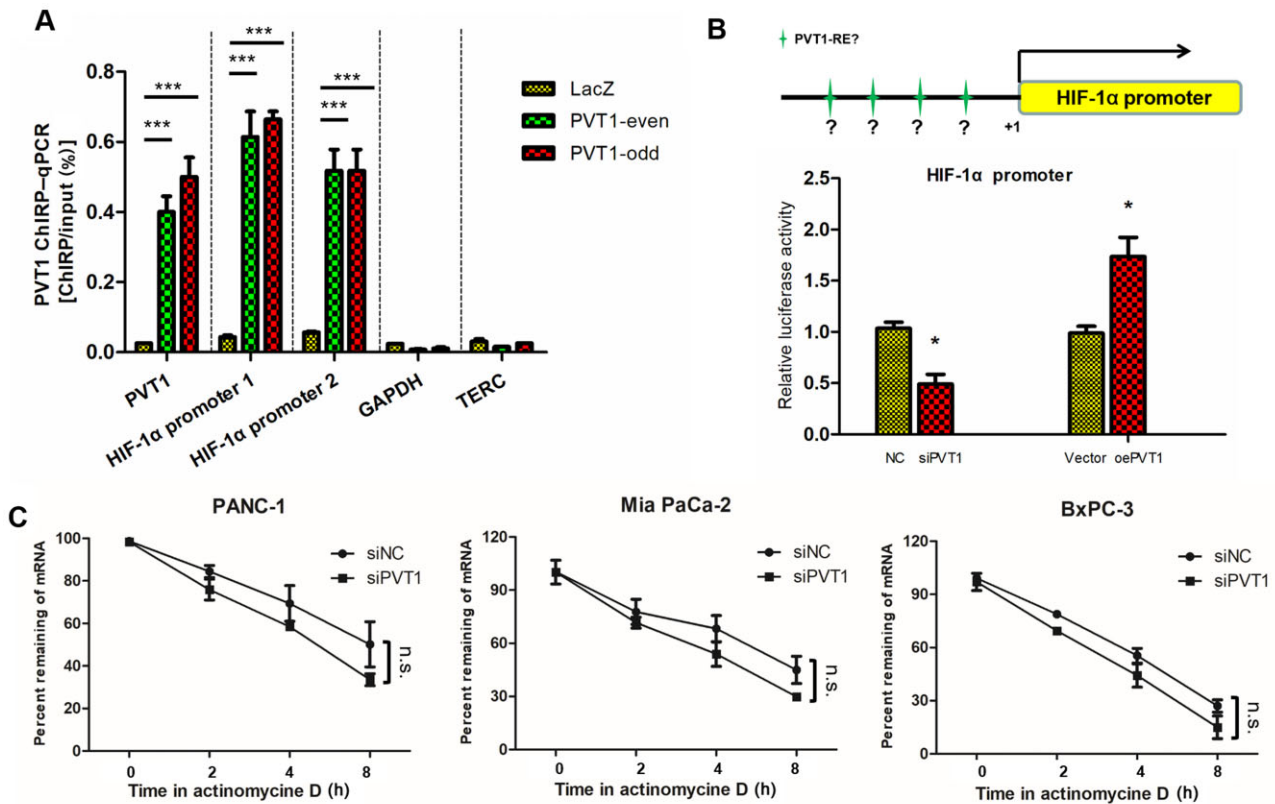 A
PVT1 ChIRP–qPCR
[ChIRP/input (%)]
0.8
0.6
0.4
0.2
0.0
***
***
***
***
***
***
LacZ
PVT1-even
PVT1-odd
PVT1
HIF-1α promoter 1
HIF-1α promoter 2
GAPDH
TERC
B
PVT1-RE?
? ? ? ? +1
HIF-1α promoter
HIF-1α promoter
Relative luciferase activity
2.5
2.0
1.5
1.0
0.5
0.0
*
*
NC siPVT1 Vector oePVT1
C
PANC-1
Percent remaining of mRNA
100
80
60
40
20
0
siNC
siPVT1
n.s.
0 2 4 8
Time in actinomycine D (h)
Mia PaCa-2
Percent remaining of mRNA
120
90
60
30
0
siNC
siPVT1
n.s.
0 2 4 8
Time in actinomycine D (h)
BxPC-3
Percent remaining of mRNA
120
90
60
30
0
siNC
siPVT1
n.s.
0 2 4 8
Time in actinomycine D (h)